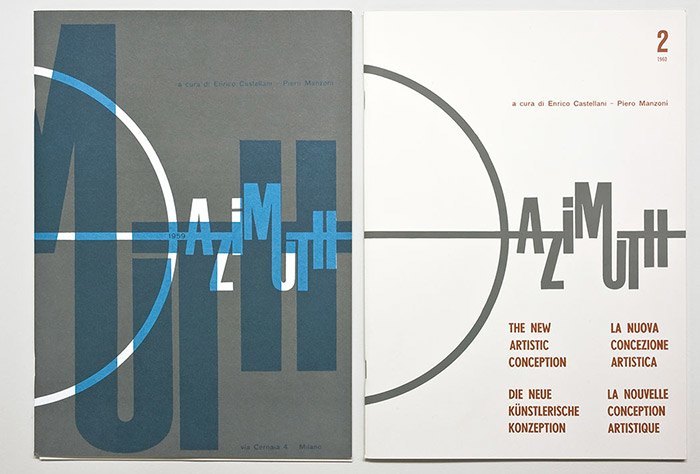 a cura di Enrico Castellani - Piero Manzoni
MUTH
1959
AZiMUTH
via Cernaia 4 Milano
2
1960
a cura di Enrico Castellani - Piero Manzoni
AZiMUTH
THE NEW
ARTISTIC
CONCEPTION
LA NUOVA
CONCEZIONE
ARTISTICA
DIE NEUE
KÜNSTLERISCHE
KONZEPTION
LA NOUVELLE
CONCEPTION
ARTISTIQUE